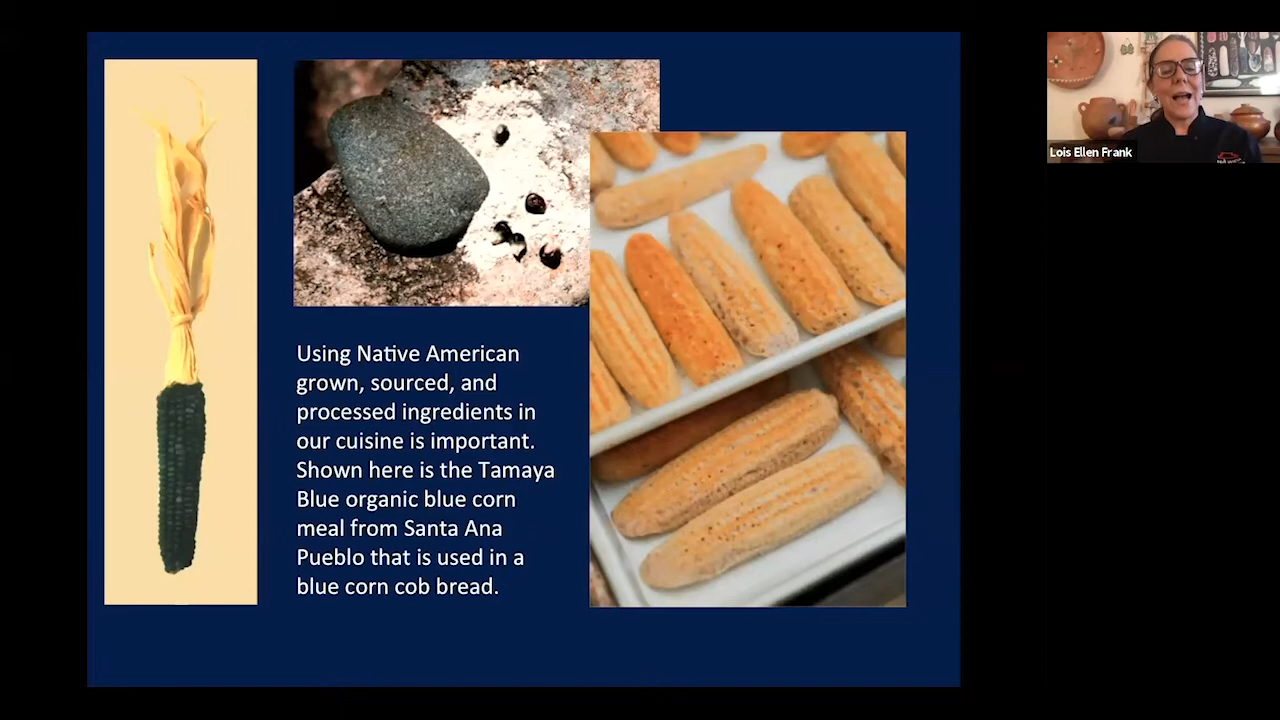 Using Native American
grown, sourced, and
processed ingredients in
our cuisine is important.
Shown here is the Tamaya
Blue organic blue corn
meal from Santa Ana
Pueblo that is used in a
blue corn cob bread.
Lois Ellen Frank